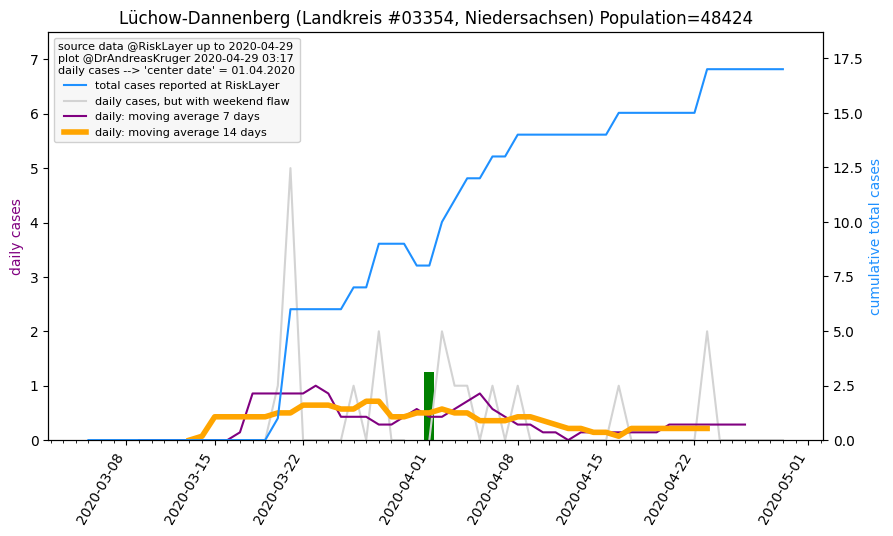 Lüchow-Dannenberg (Landkreis #03354, Niedersachsen) Population=48424
source data @RiskLayer up to 2020-04-29
plot @DrAndreasKruger 2020-04-29 03:17
daily cases --> 'center date' = 01.04.2020
total cases reported at RiskLayer
daily cases, but with weekend flaw
daily: moving average 7 days
daily: moving average 14 days
daily cases
7
6
5
4
3
2
1
0
cumulative total cases
17.5
15.0
12.5
10.0
7.5
5.0
2.5
0.0
2020-03-08
2020-03-15
2020-03-22
2020-04-01
2020-04-08
2020-04-15
2020-04-22
2020-05-01